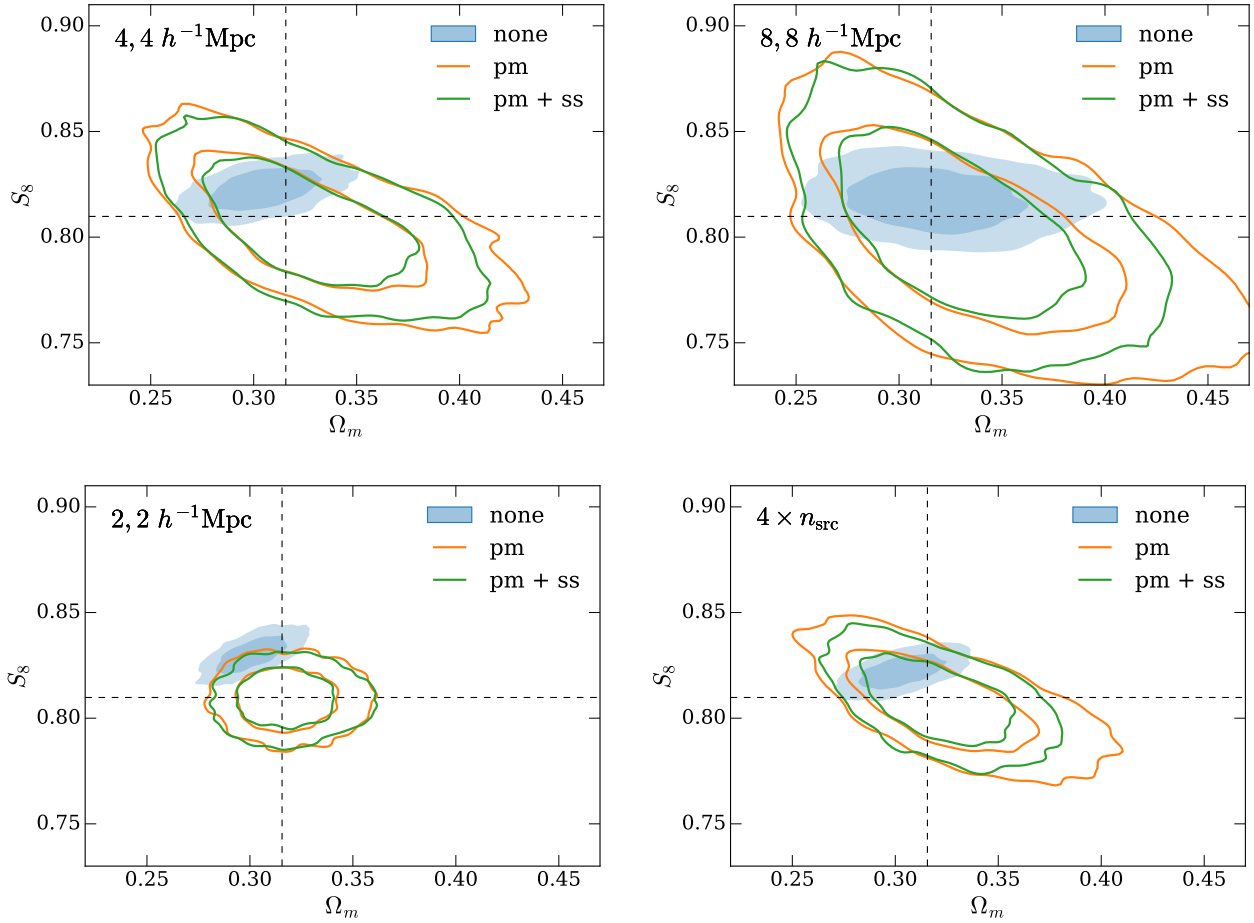 0.90
4, 4 h⁻¹Mpc
none
pm
pm + ss
0.85
S₈
0.80
0.75
0.25 0.30 0.35 0.40 0.45
Ωₘ
0.90
8, 8 h⁻¹Mpc
none
pm
pm + ss
0.85
S₈
0.80
0.75
0.25 0.30 0.35 0.40 0.45
Ωₘ
0.90
2, 2 h⁻¹Mpc
none
pm
pm + ss
0.85
S₈
0.80
0.75
0.25 0.30 0.35 0.40 0.45
Ωₘ
0.90
4 × n_src
none
pm
pm + ss
0.85
S₈
0.80
0.75
0.25 0.30 0.35 0.40 0.45
Ωₘ